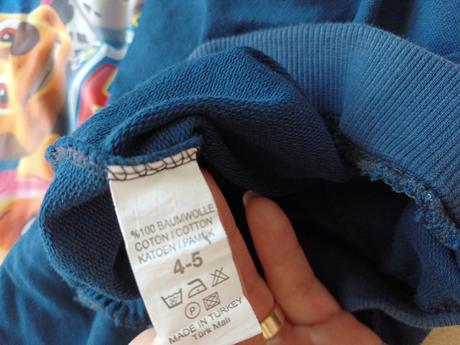 %100 BAUMWOLLE
COTON / COTTON
KATOEN / PAMUK
4-5
MADE IN TURKEY
Türk Malı